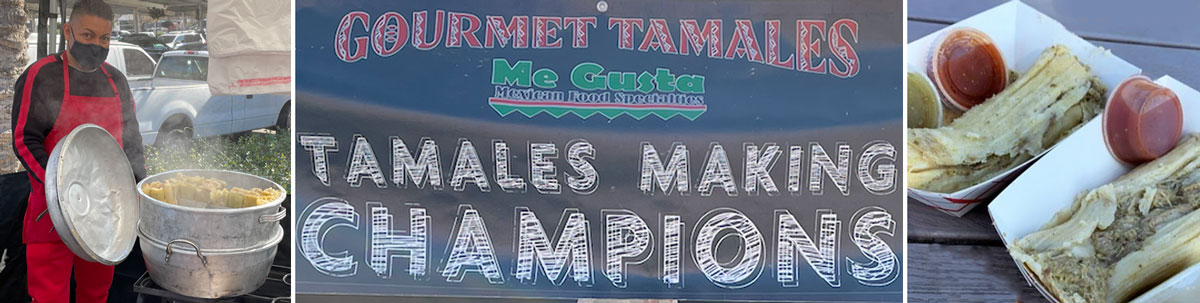 GOURMET TAMALES
Me Gusta
Mexican Food Specialties
TAMALES MAKING
CHAMPIONS